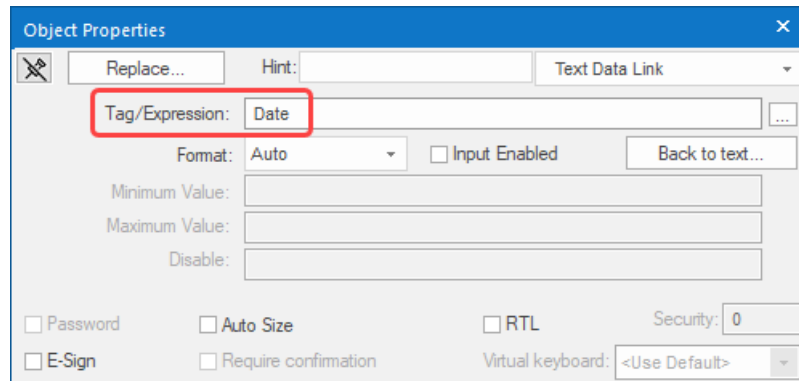 Object Properties
Replace... Hint: Text Data Link
Tag/Expression: Date ...
Format: Auto Input Enabled Back to text...
Minimum Value:
Maximum Value:
Disable:
Password Auto Size RTL Security: 0
E-Sign Require confirmation Virtual keyboard: <Use Default>